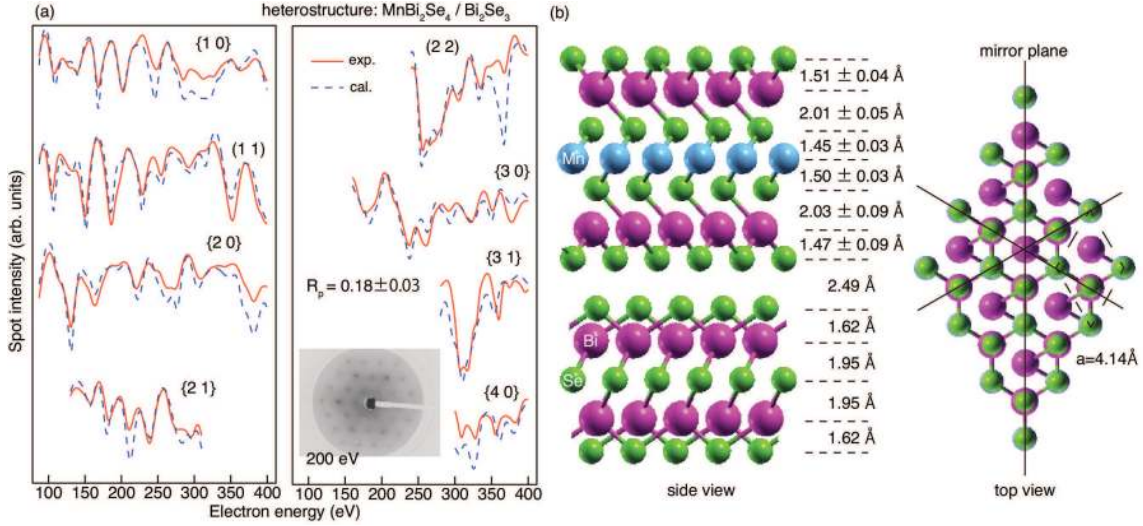 (a)
heterostructure: MnBi₂Se₄ / Bi₂Se₃
(b)
Spot intensity (arb. units)
{1 0}
(1 1)
{2 0}
{2 1}
exp.
cal.
(2 2)
{3 0}
{3 1}
Rₚ = 0.18±0.03
{4 0}
200 eV
100 150 200 250 300 350 400
100 150 200 250 300 350 400
Electron energy (eV)
Mn
Bi
Se
1.51 ± 0.04 Å
2.01 ± 0.05 Å
1.45 ± 0.03 Å
1.50 ± 0.03 Å
2.03 ± 0.09 Å
1.47 ± 0.09 Å
2.49 Å
1.62 Å
1.95 Å
1.95 Å
1.62 Å
side view
mirror plane
a=4.14Å
top view